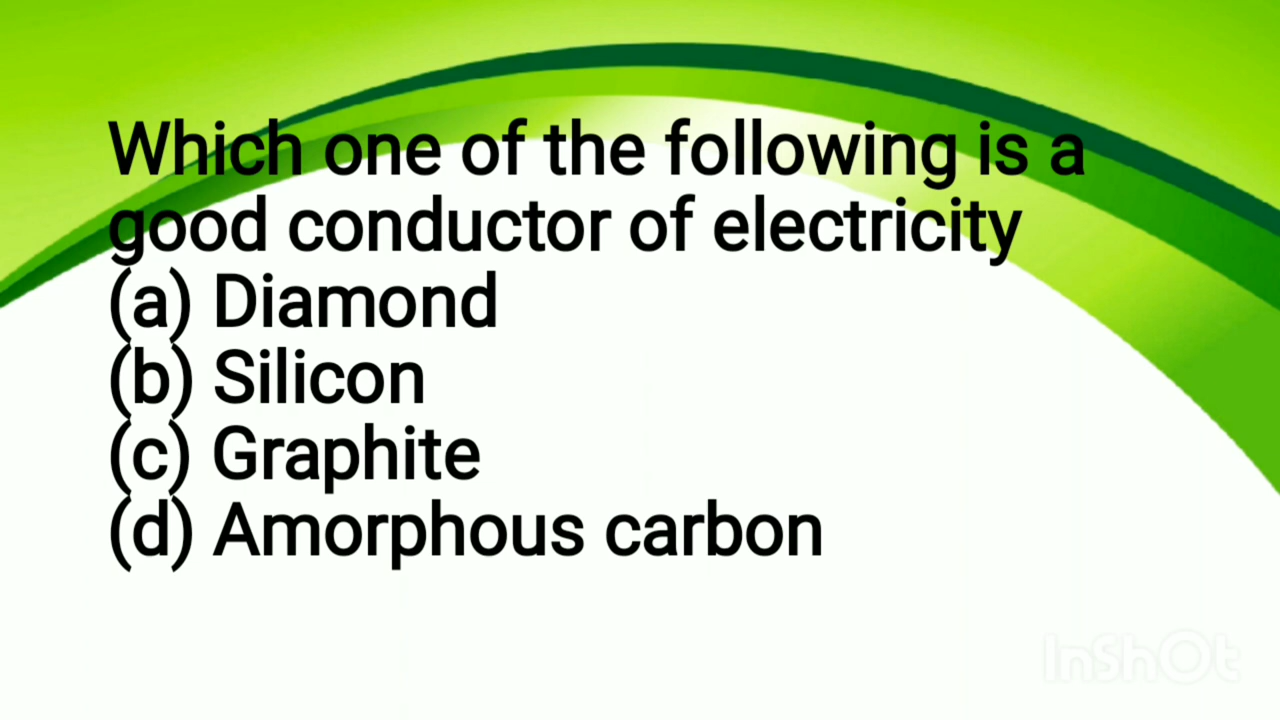 Which one of the following is a
good conductor of electricity
(a) Diamond
(b) Silicon
(c) Graphite
(d) Amorphous carbon
InShOt